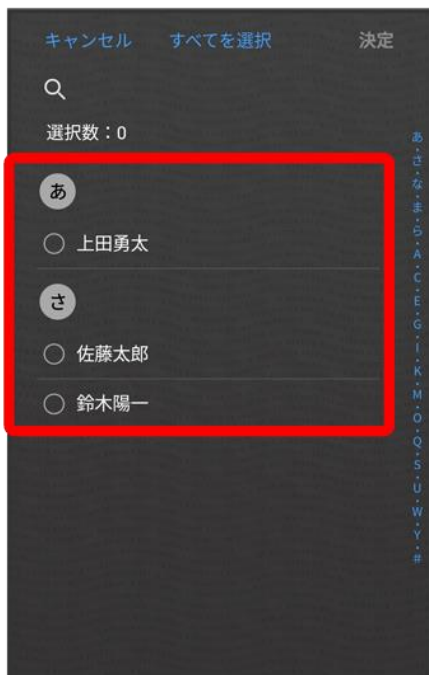 キャンセル すべてを選択 決定
選択数：0
あ
上田勇太
さ
佐藤太郎
鈴木陽一
あ
・
さ
・
な
・
ま
・
ら
・
A
・
C
・
E
・
G
・
I
・
K
・
M
・
O
・
Q
・
S
・
U
・
W
・
Y
・
#